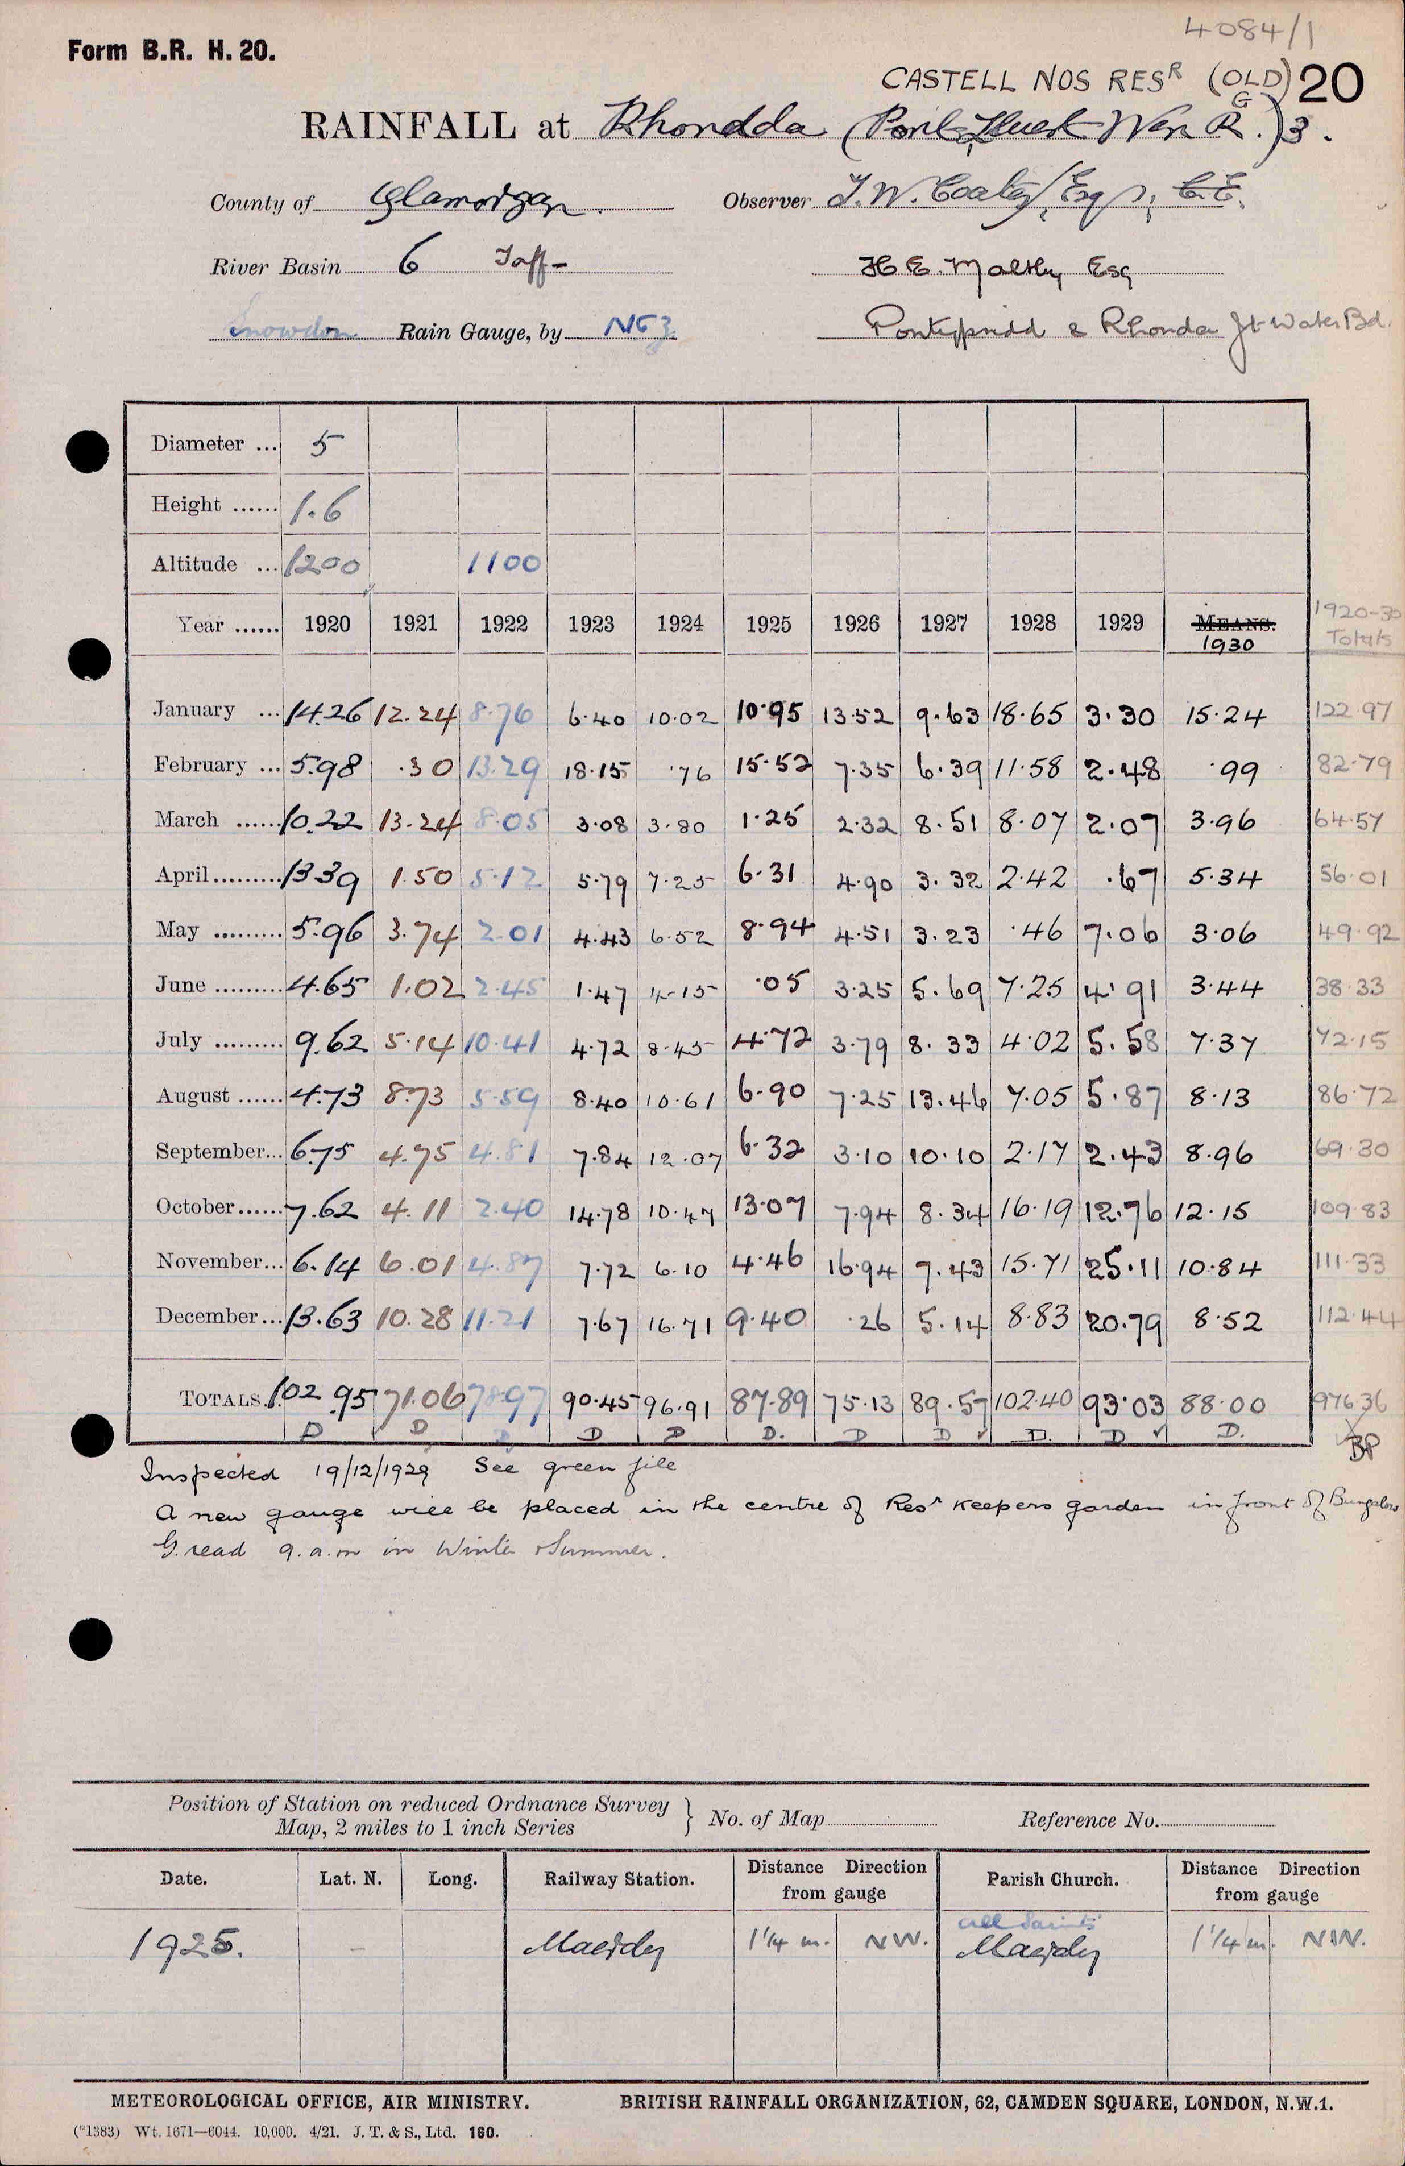 4084/1
Form B.R. H. 20.
CASTELL NOS RESR (OLD) 20
G
RAINFALL at Rhondda ( R.) 3.
County of Glamorgan. Observer T. W. Esq, C.E.
River Basin 6 Taff- H E. Maltby Esq
Snowdon Rain Gauge, by NG3. Pontypridd & Rhonda Jt Water Bd.
Diameter ... 5
Height ...... 1.6
Altitude ... 1200 1100
Year ...... 1920 1921 1922 1923 1924 1925 1926 1927 1928 1929 MEANS. 1930 1920-30 Totals
January ... 14.26 12.24 8.76 6.40 10.02 10.95 13.52 9.63 18.65 3.30 15.24 122.97
February ... 5.98 .30 13.29 18.15 .76 15.52 7.35 6.39 11.58 2.48 .99 82.79
March ...... 10.22 13.24 8.05 3.08 3.80 1.25 2.32 8.51 8.07 2.07 3.96 64.57
April ......... 13.39 1.50 5.12 5.79 7.25 6.31 4.90 3.32 2.42 .67 5.34 56.01
May ......... 5.96 3.74 2.01 4.43 6.52 8.94 4.51 3.23 .46 7.06 3.06 49.92
June ......... 4.65 1.02 2.45 1.47 4.15 .05 3.25 5.69 7.25 4.91 3.44 38.33
July ......... 9.62 5.14 10.41 4.72 8.45 4.72 3.79 8.33 4.02 5.58 7.37 72.15
August ...... 4.73 8.73 5.59 8.40 10.61 6.90 7.25 13.46 7.05 5.87 8.13 86.72
September... 6.75 4.75 4.81 7.84 12.07 6.32 3.10 10.10 2.17 2.43 8.96 69.30
October...... 7.62 4.11 2.40 14.78 10.47 13.07 7.94 8.34 16.19 12.76 12.15 109.83
November... 6.14 6.01 4.87 7.72 6.10 4.46 16.94 7.43 15.71 25.11 10.84 111.33
December... 13.63 10.28 11.21 7.67 16.71 9.40 .26 5.14 8.83 20.79 8.52 112.44
TOTALS. 102.95 71.06 78.97 90.45 96.91 87.89 75.13 89.57 102.40 93.03 88.00 976.36
D D D D D D. D D ✓ D. D ✓ D. BP
Inspected 19/12/1929 See green file
A new gauge will be placed in the centre of Resr Keepers garden in front of Bungalow
G. read 9. a.m in Winter & Summer.
Position of Station on reduced Ordnance Survey Map, 2 miles to 1 inch Series } No. of Map Reference No.
Date. Lat. N. Long. Railway Station. Distance Direction from gauge Parish Church. Distance Direction from gauge
All Saints'
1925. - Maerdy 1¼ m. NW. Maerdy 1¼ m. NW.
METEOROLOGICAL OFFICE, AIR MINISTRY. BRITISH RAINFALL ORGANIZATION, 62, CAMDEN SQUARE, LONDON, N.W.1.
(*1383) Wt. 1671—6044. 10,000. 4/21. J. T. & S., Ltd. 160.